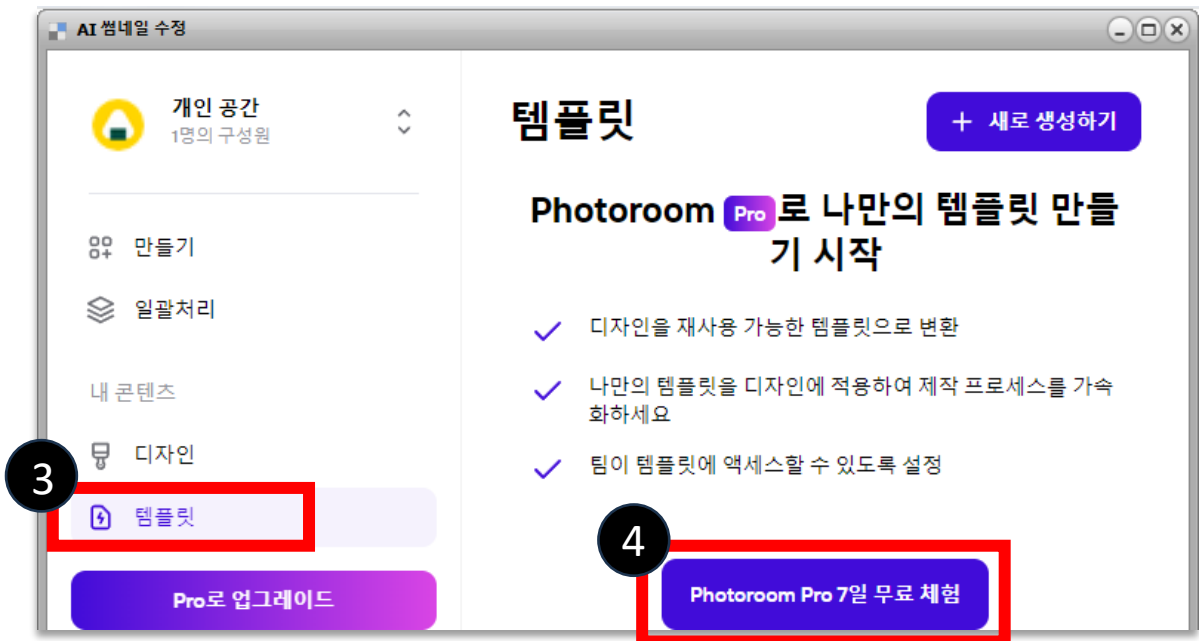 AI 썸네일 수정
개인 공간
1명의 구성원
만들기
일괄처리
내 콘텐츠
디자인
3
템플릿
Pro로 업그레이드
템플릿
+ 새로 생성하기
Photoroom Pro로 나만의 템플릿 만들
기 시작
디자인을 재사용 가능한 템플릿으로 변환
나만의 템플릿을 디자인에 적용하여 제작 프로세스를 가속
화하세요
팀이 템플릿에 액세스할 수 있도록 설정
4
Photoroom Pro 7일 무료 체험